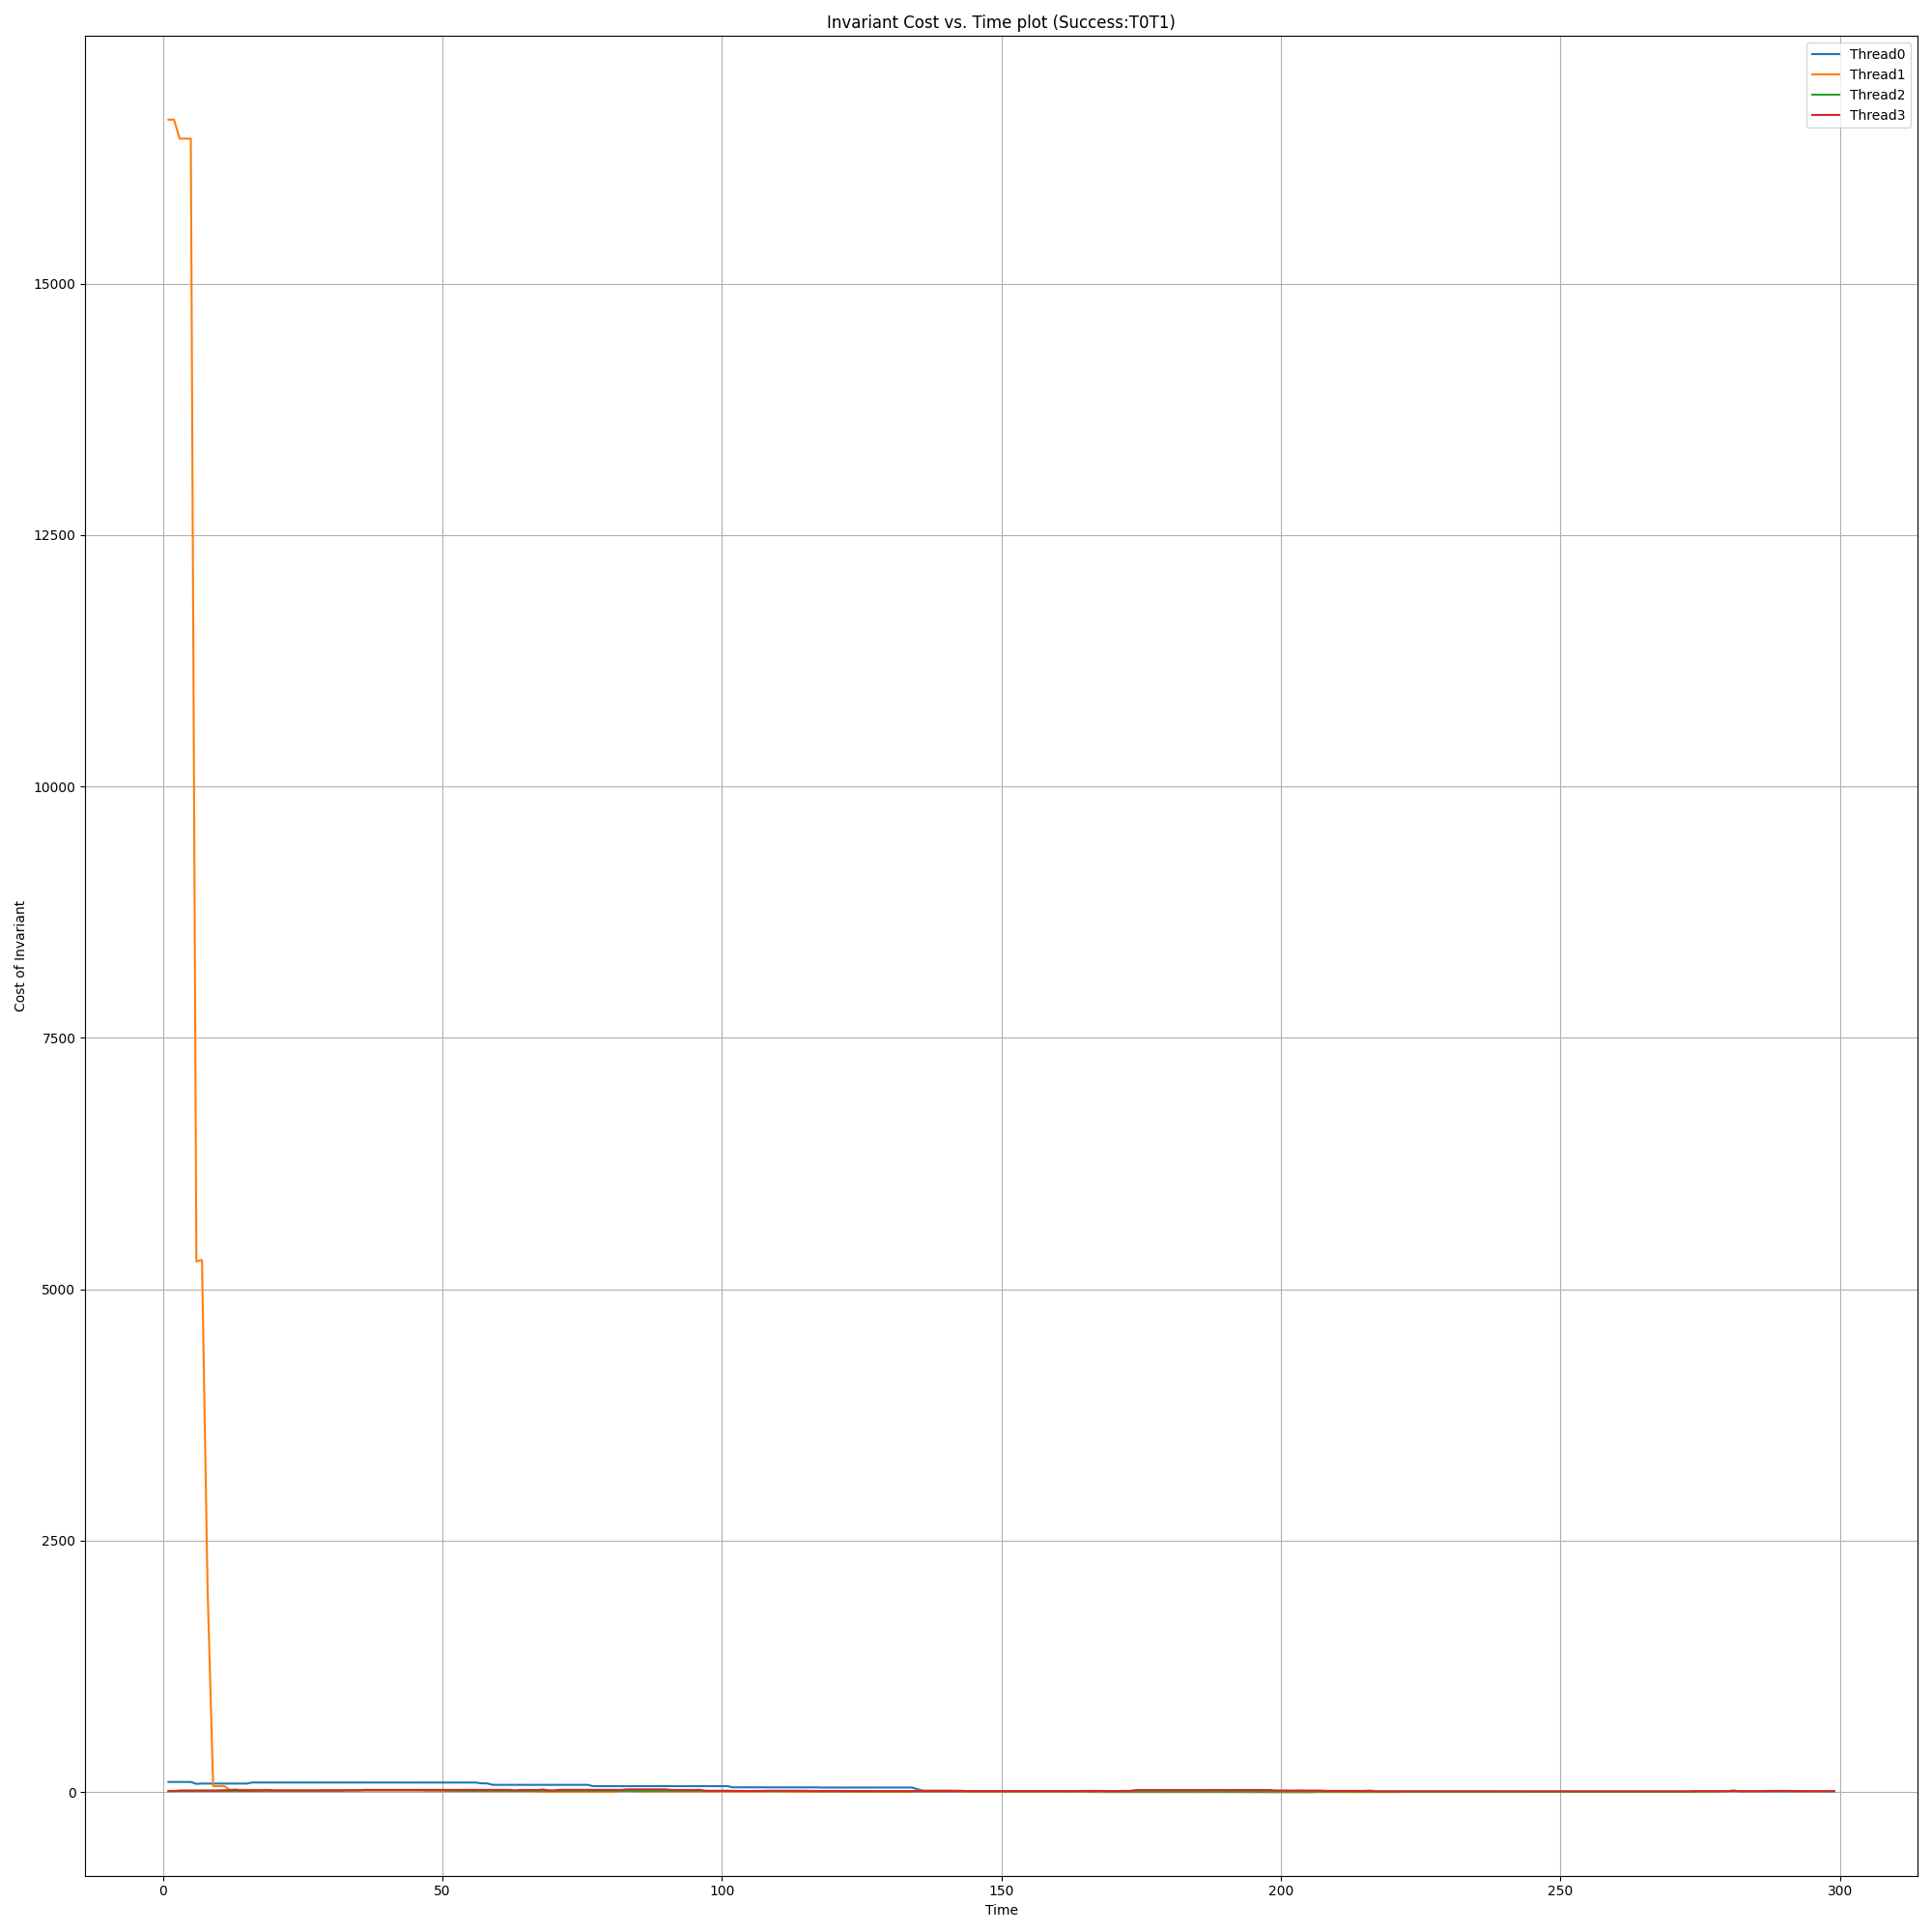 Invariant Cost vs. Time plot (Success:T0T1)
Thread0
Thread1
Thread2
Thread3
15000
12500
10000
7500
5000
2500
0
Cost of Invariant
0 50 100 150 200 250 300
Time